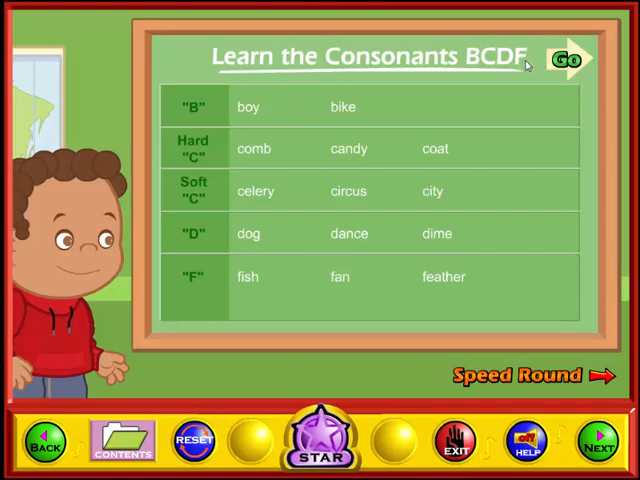 Learn the Consonants BCDF
Go
"B" boy bike
Hard "C" comb candy coat
Soft "C" celery circus city
"D" dog dance dime
"F" fish fan feather
Speed Round
BACK
CONTENTS
RESET
STAR
EXIT
off
HELP
NEXT